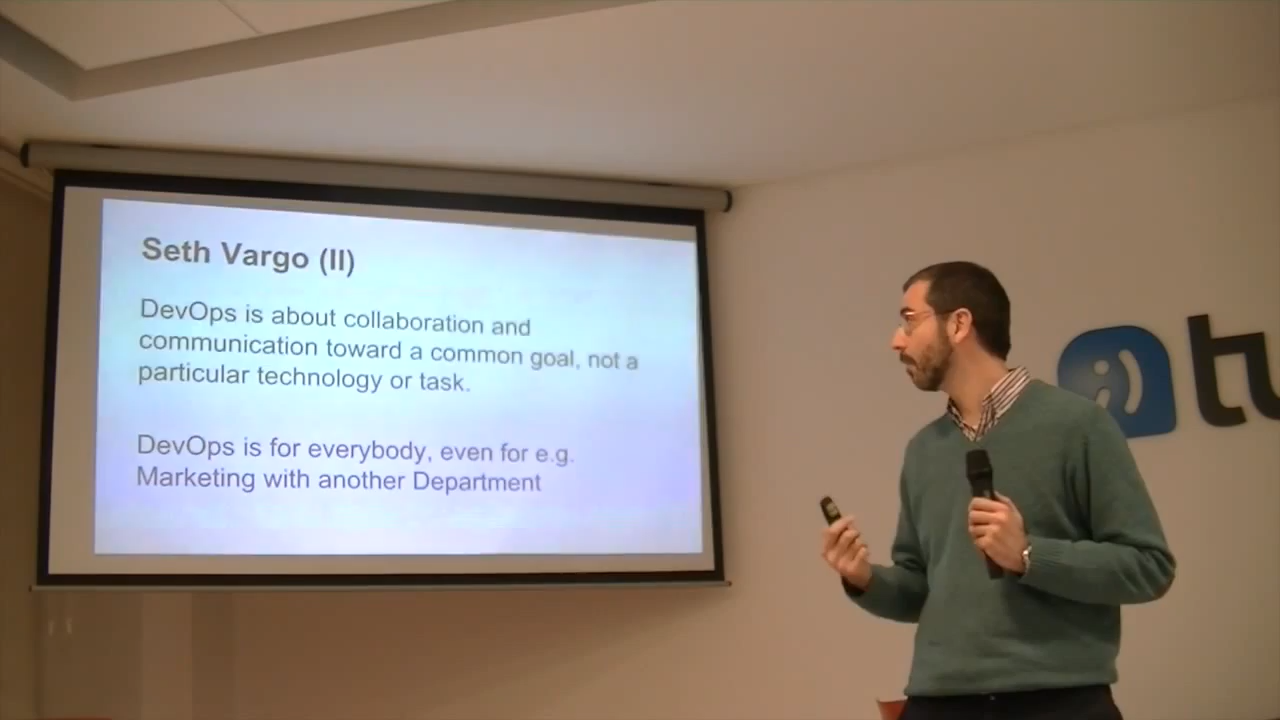 Seth Vargo (II)
DevOps is about collaboration and
communication toward a common goal, not a
particular technology or task.
DevOps is for everybody, even for e.g.
Marketing with another Department
tu